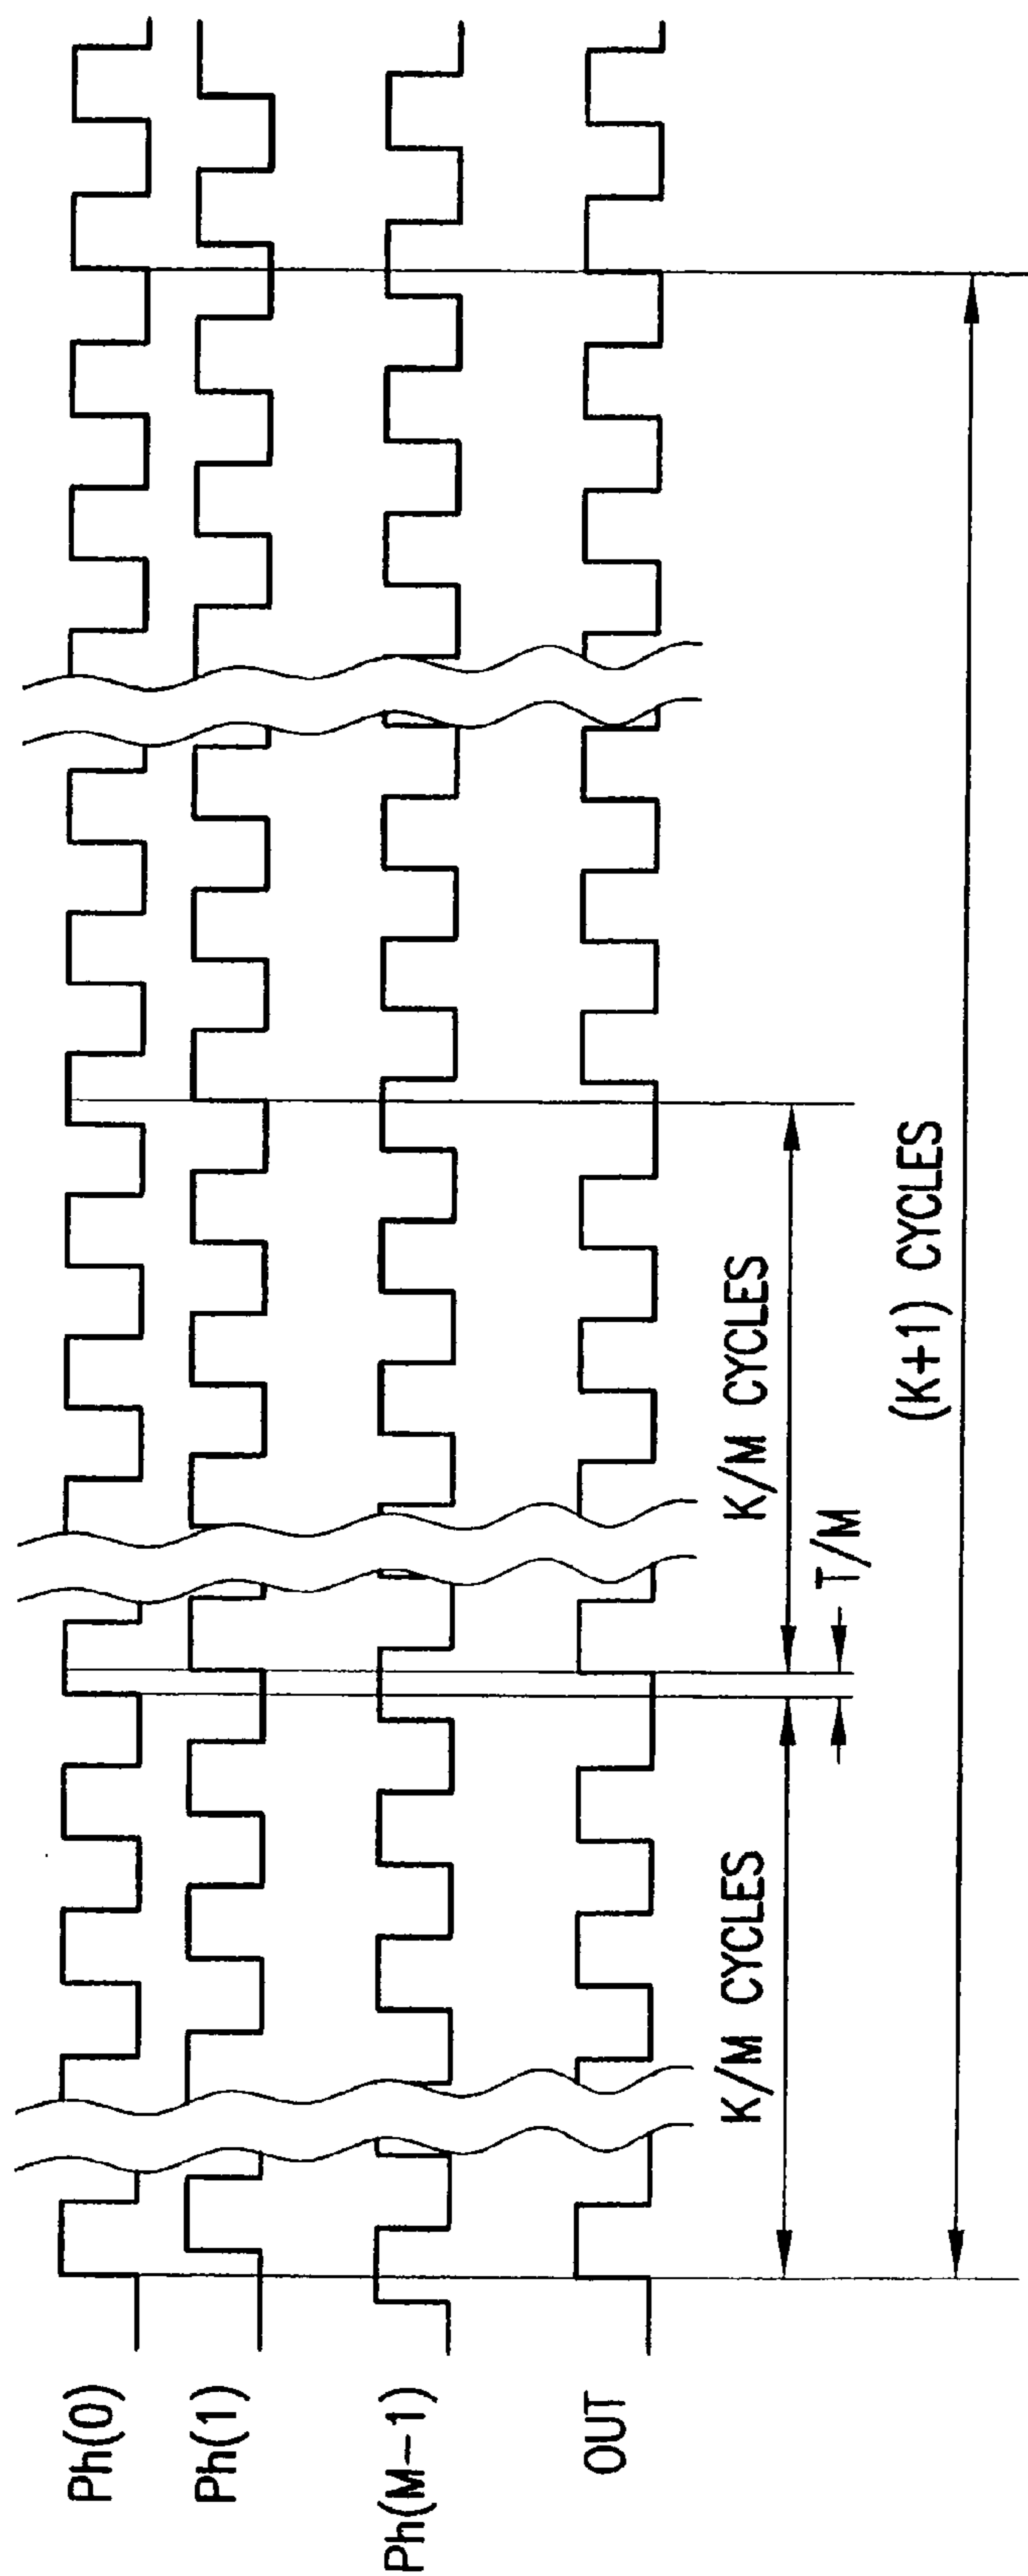 Ph(0)
Ph(1)
Ph(M-1)
OUT
K/M CYCLES
K/M CYCLES
T/M
(K+1) CYCLES